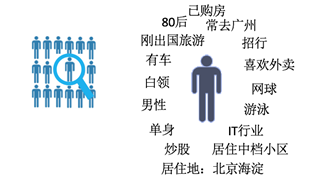 已购房
80后
常去广州
刚出国旅游
招行
有车
喜欢外卖
白领
网球
男性
游泳
单身
IT行业
炒股
居住中档小区
居住地：北京海淀